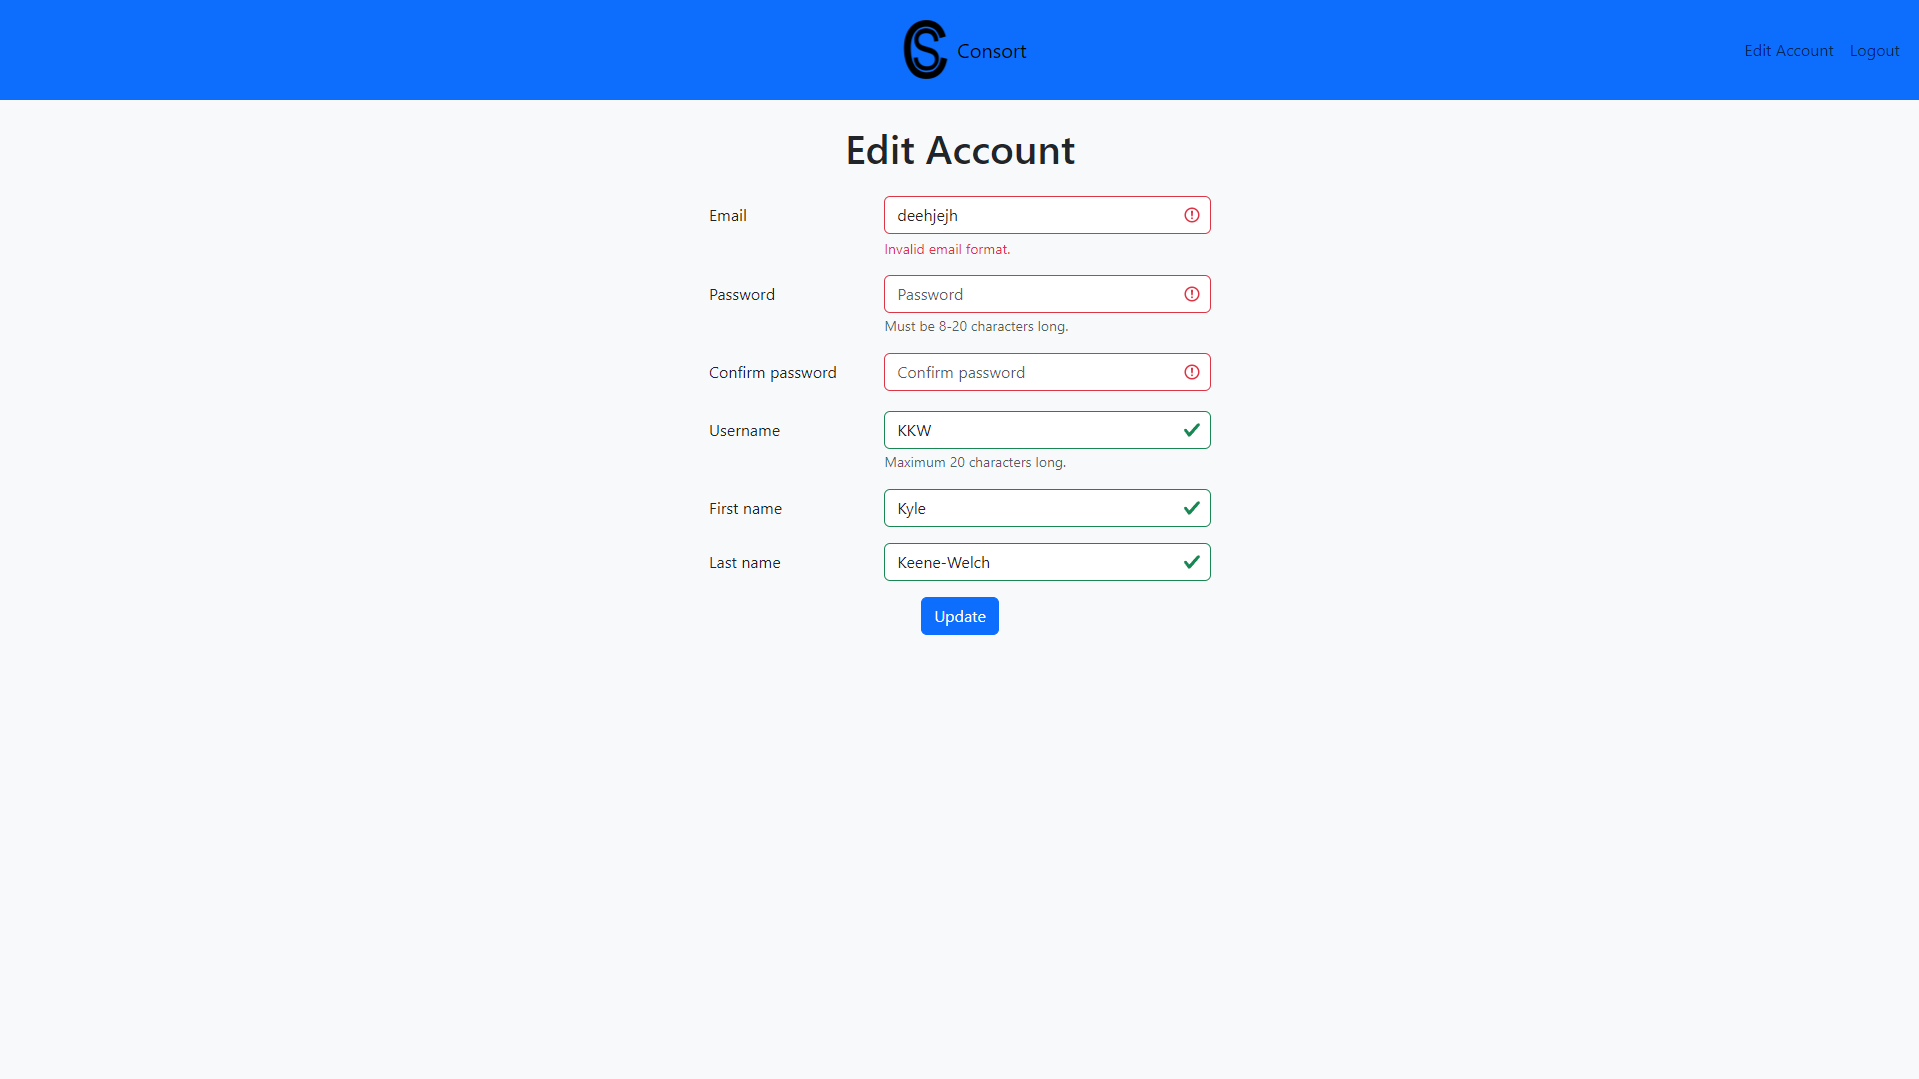 CS Consort
Edit Account Logout
Edit Account
Email deehjejh
Invalid email format.
Password Password
Must be 8-20 characters long.
Confirm password Confirm password
Username KKW
Maximum 20 characters long.
First name Kyle
Last name Keene-Welch
Update